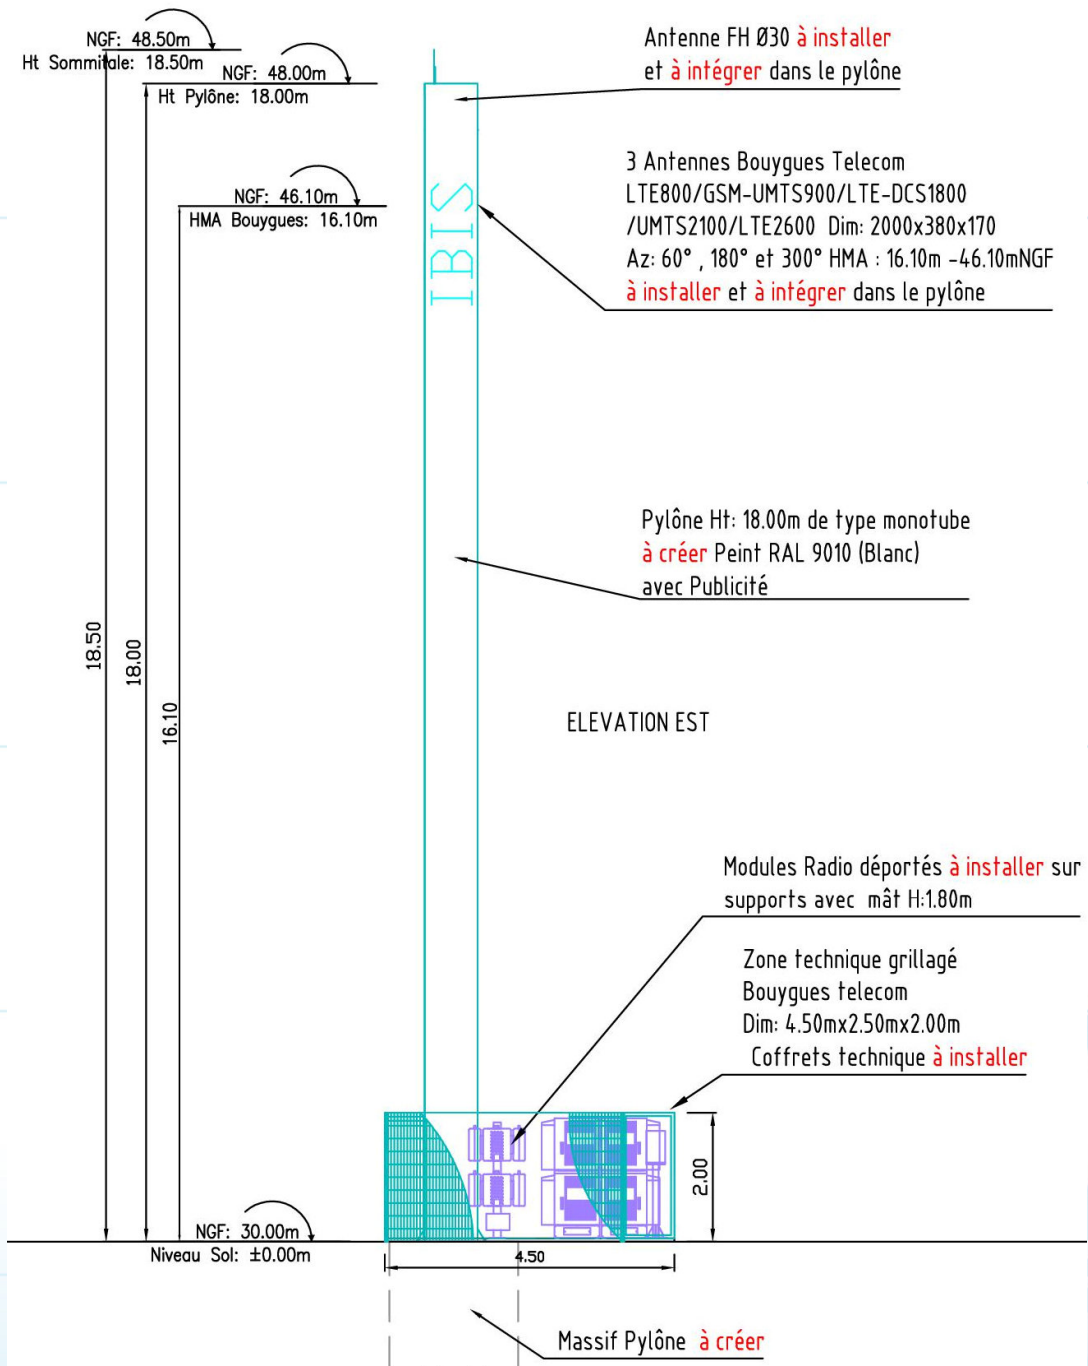 NGF: 48.50m
Ht Sommitale: 18.50m
NGF: 48.00m
Ht Pylône: 18.00m
NGF: 46.10m
HMA Bouygues: 16.10m
Antenne FH Ø30 à installer
et à intégrer dans le pylône
3 Antennes Bouygues Telecom
LTE800/GSM-UMTS900/LTE-DCS1800
/UMTS2100/LTE2600 Dim: 2000x380x170
Az: 60° , 180° et 300° HMA : 16.10m -46.10mNGF
à installer et à intégrer dans le pylône
IBIS
Pylône Ht: 18.00m de type monotube
à créer Peint RAL 9010 (Blanc)
avec Publicité
18.50
18.00
16.10
ELEVATION EST
Modules Radio déportés à installer sur
supports avec mât H:1.80m
Zone technique grillagé
Bouygues telecom
Dim: 4.50mx2.50mx2.00m
Coffrets technique à installer
2.00
NGF: 30.00m
Niveau Sol: ±0.00m
4.50
Massif Pylône à créer